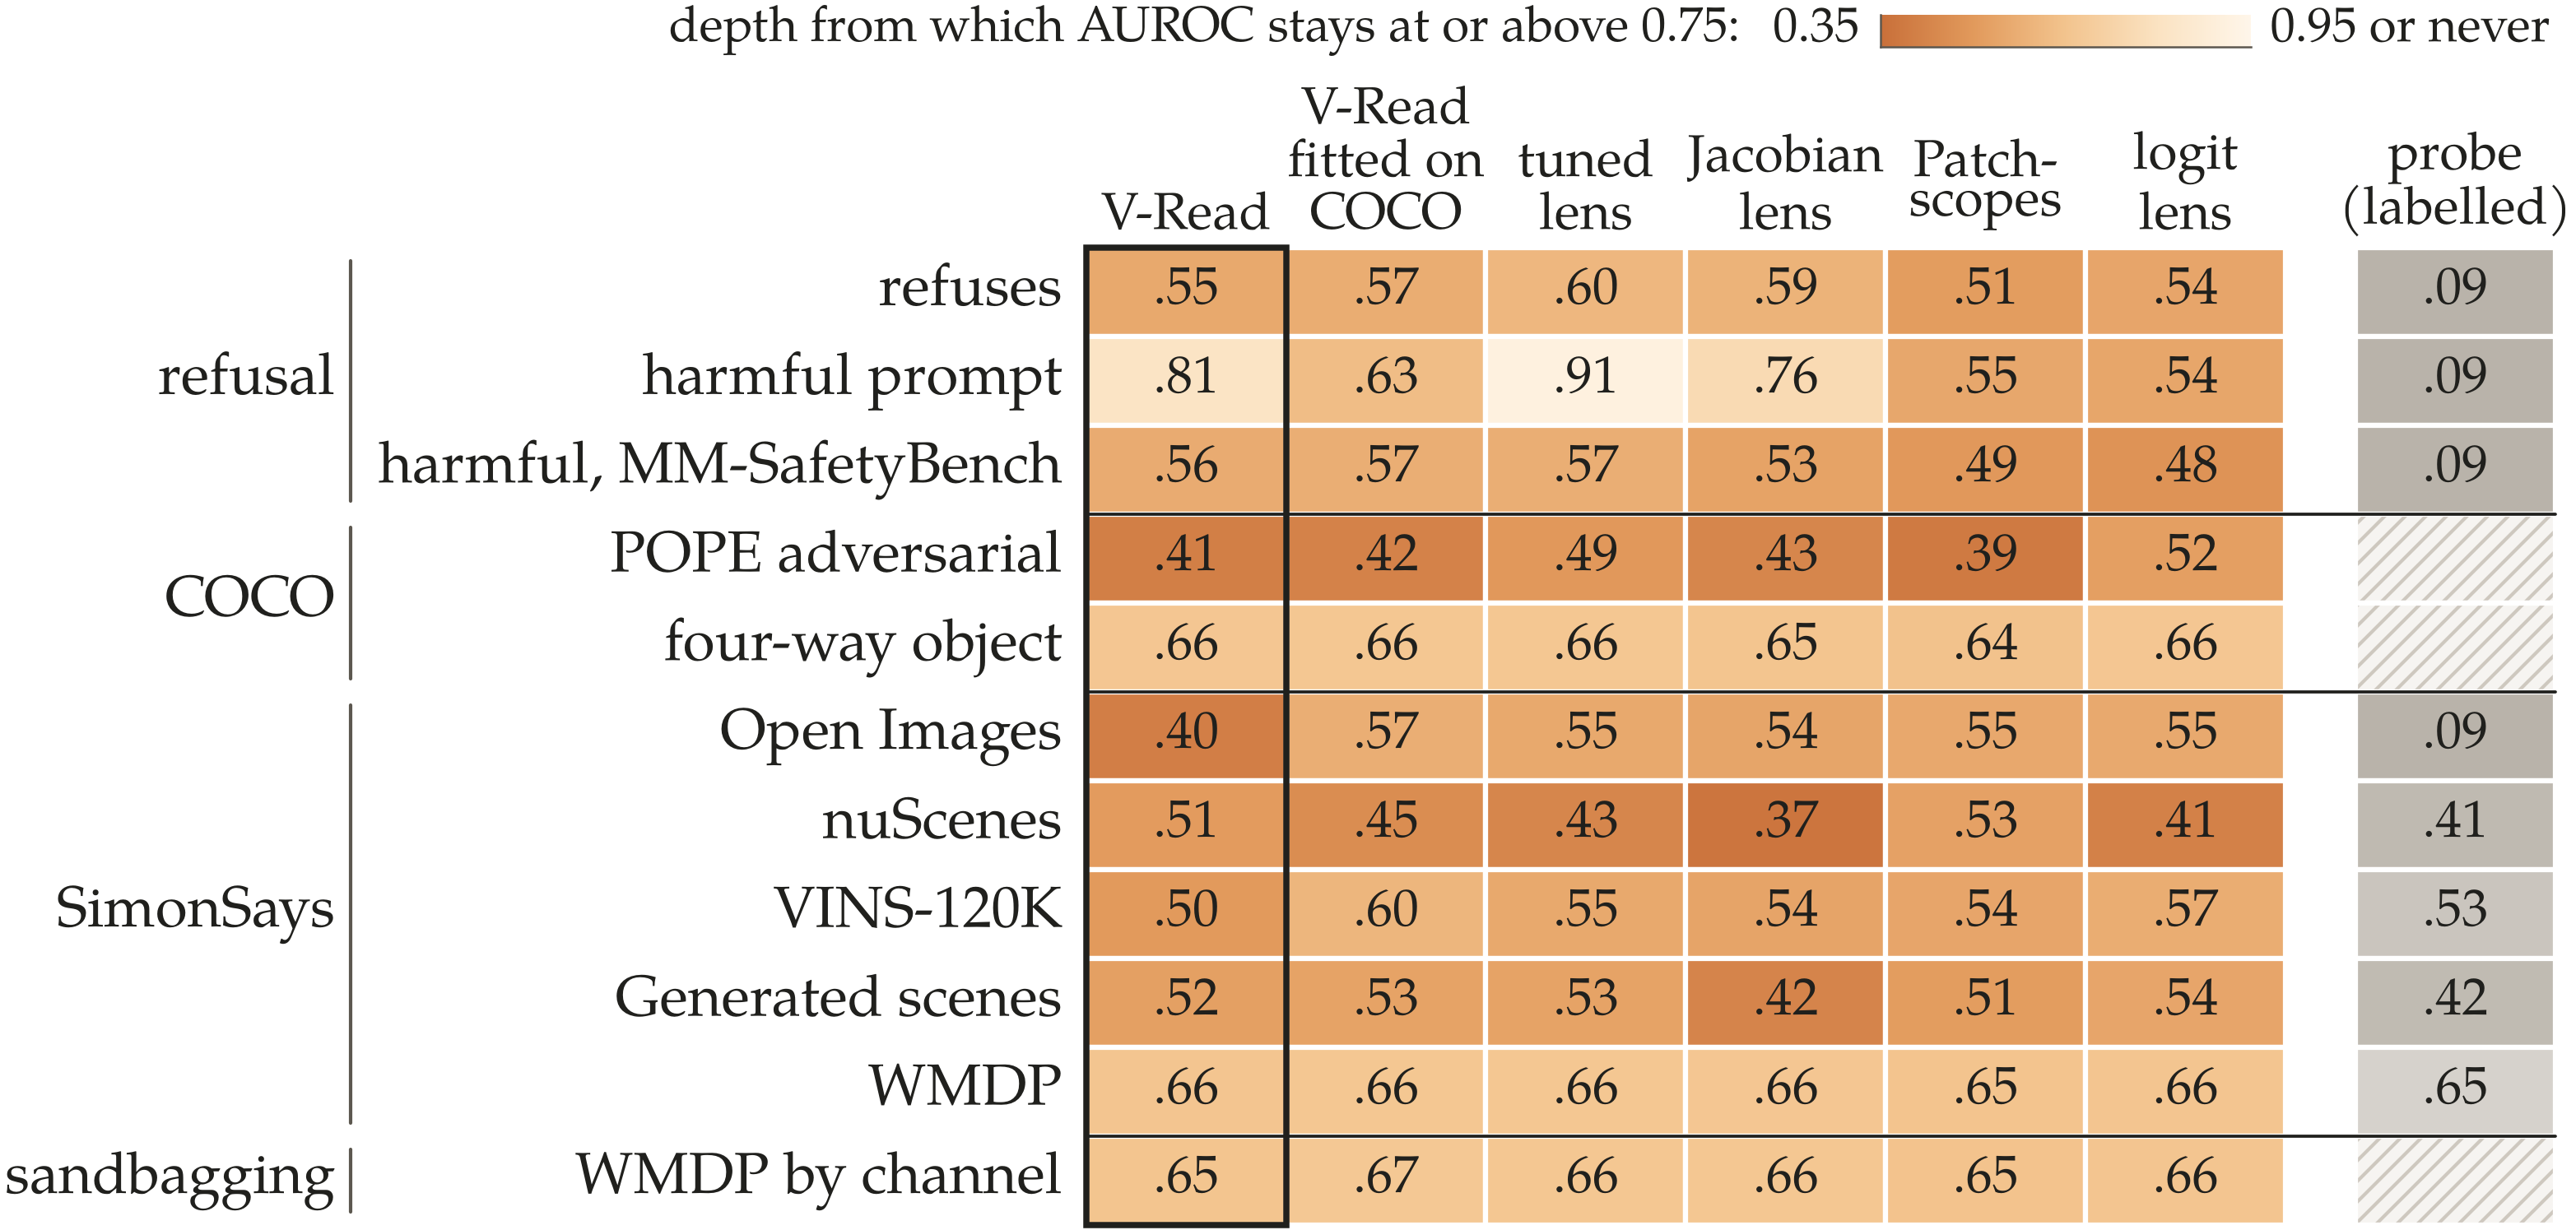 depth from which AUROC stays at or above 0.75: 0.35 0.95 or never
V-Read
V-Read
fitted on
COCO
tuned
lens
Jacobian
lens
Patch-
scopes
logit
lens
probe
(labelled)
refusal
refuses .55 .57 .60 .59 .51 .54 .09
harmful prompt .81 .63 .91 .76 .55 .54 .09
harmful, MM-SafetyBench .56 .57 .57 .53 .49 .48 .09
COCO
POPE adversarial .41 .42 .49 .43 .39 .52
four-way object .66 .66 .66 .65 .64 .66
SimonSays
Open Images .40 .57 .55 .54 .55 .55 .09
nuScenes .51 .45 .43 .37 .53 .41 .41
VINS-120K .50 .60 .55 .54 .54 .57 .53
Generated scenes .52 .53 .53 .42 .51 .54 .42
WMDP .66 .66 .66 .66 .65 .66 .65
sandbagging
WMDP by channel .65 .67 .66 .66 .65 .66